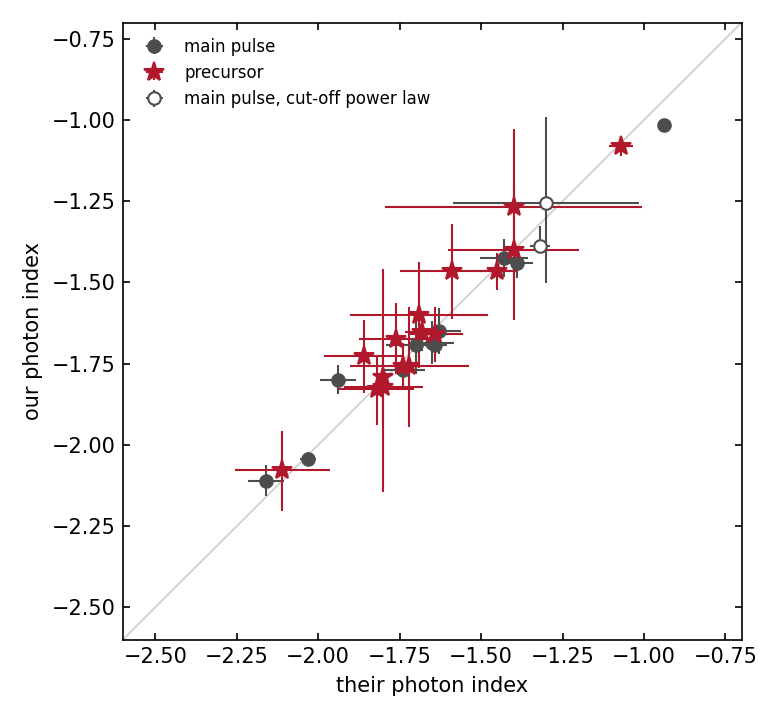 −0.75
−1.00
−1.25
−1.50
−1.75
−2.00
−2.25
−2.50
our photon index
main pulse
precursor
main pulse, cut-off power law
−2.50 −2.25 −2.00 −1.75 −1.50 −1.25 −1.00 −0.75
their photon index